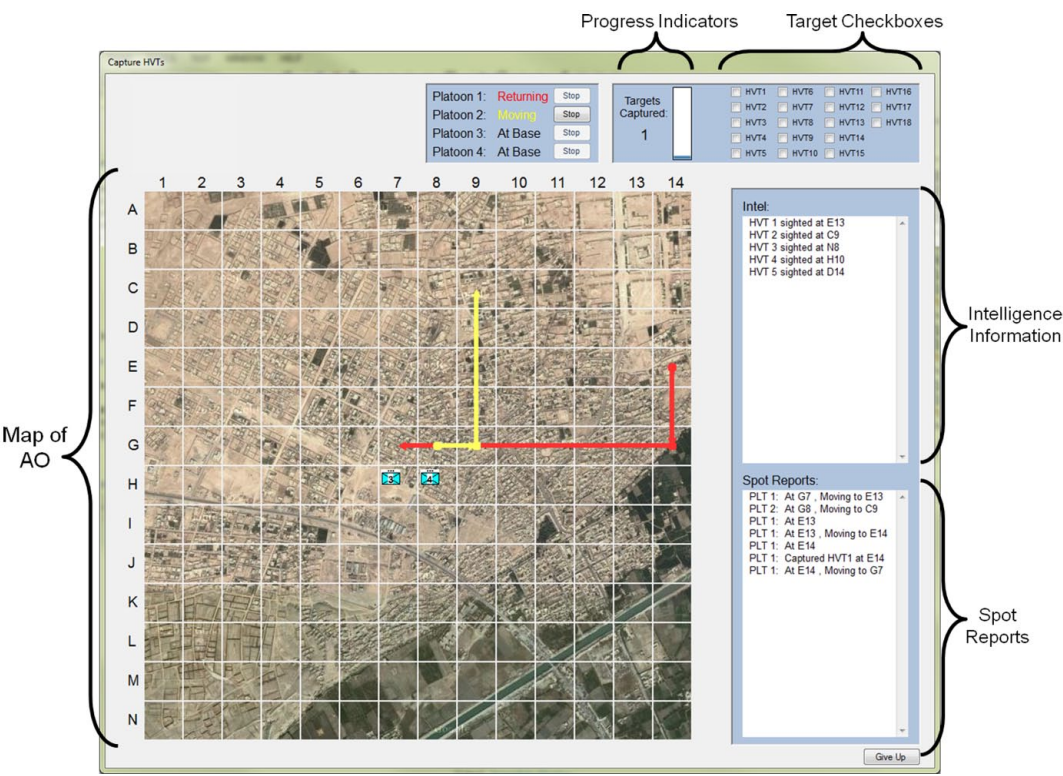 Progress Indicators
Target Checkboxes
Capture HVTs
Platoon 1: Returning Stop
Platoon 2: Moving Stop
Platoon 3: At Base Stop
Platoon 4: At Base Stop
Targets
Captured:
1
HVT1 HVT6 HVT11 HVT16
HVT2 HVT7 HVT12 HVT17
HVT3 HVT8 HVT13 HVT18
HVT4 HVT9 HVT14
HVT5 HVT10 HVT15
1 2 3 4 5 6 7 8 9 10 11 12 13 14
A
B
C
D
E
F
G
H
I
J
K
L
M
N
3
4
Map of
AO
Intel:
HVT 1 sighted at E13
HVT 2 sighted at C9
HVT 3 sighted at N8
HVT 4 sighted at H10
HVT 5 sighted at D14
Intelligence
Information
Spot Reports:
PLT 1: At G7 , Moving to E13
PLT 2: At G8 , Moving to C9
PLT 1: At E13
PLT 1: At E13 , Moving to E14
PLT 1: At E14
PLT 1: Captured HVT1 at E14
PLT 1: At E14 , Moving to G7
Spot
Reports
Give Up